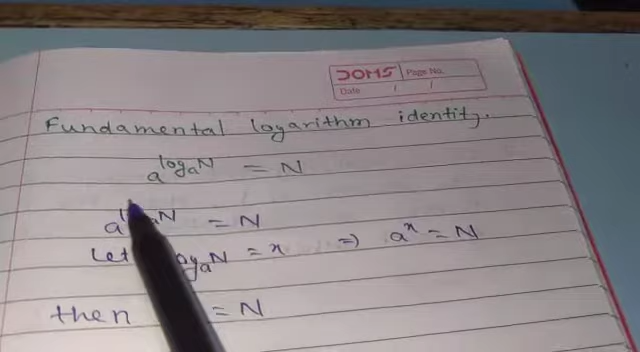 DOMS Page No.
Date / /
Fundamental logarithm identity.
a^log_a N = N
a^l a N = N
Let og_a N = x => a^x = N
then = N